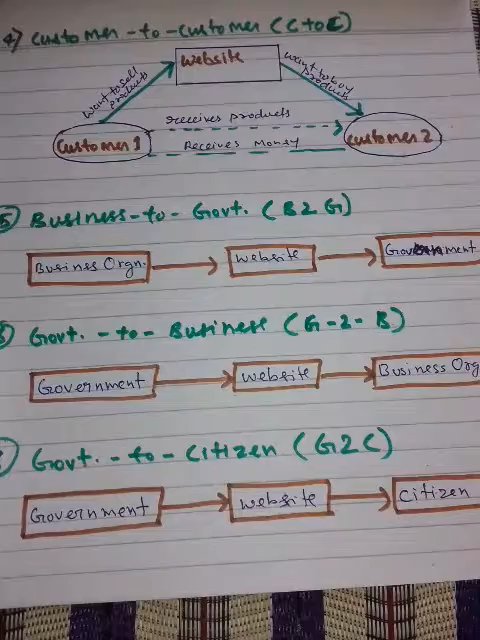 4) Customer-to-customer (C to C)
Website
want to sell products
want to buy products
receives products
Customer 1
Customer 2
Receives Money
5) Business-to-Govt. (B2G)
Busines Orgn.
Website
Government
Govt.-to-Business (G-2-B)
Government
Website
Business Org
Govt.-to-Citizen (G2C)
Government
Website
Citizen